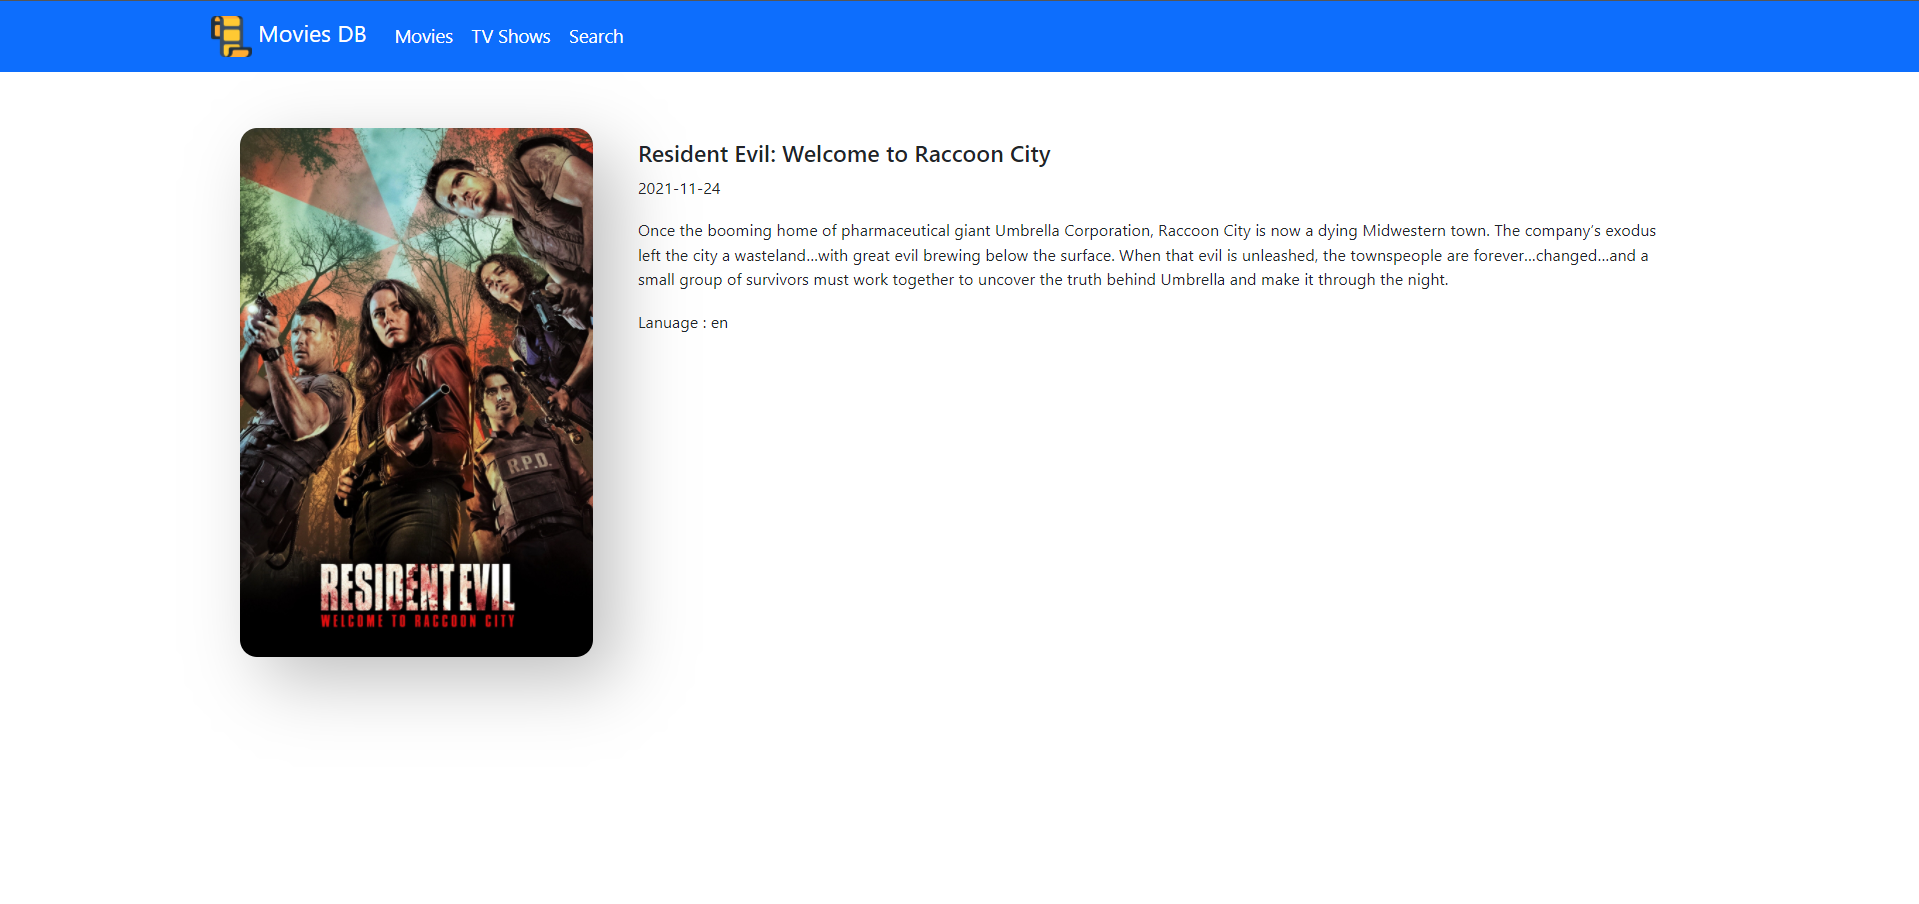 Movies DB
Movies
TV Shows
Search
Resident Evil: Welcome to Raccoon City
2021-11-24
Once the booming home of pharmaceutical giant Umbrella Corporation, Raccoon City is now a dying Midwestern town. The company’s exodus
left the city a wasteland…with great evil brewing below the surface. When that evil is unleashed, the townspeople are forever…changed…and a
small group of survivors must work together to uncover the truth behind Umbrella and make it through the night.
Lanuage : en
R.P.D.
RESIDENT EVIL
WELCOME TO RACCOON CITY